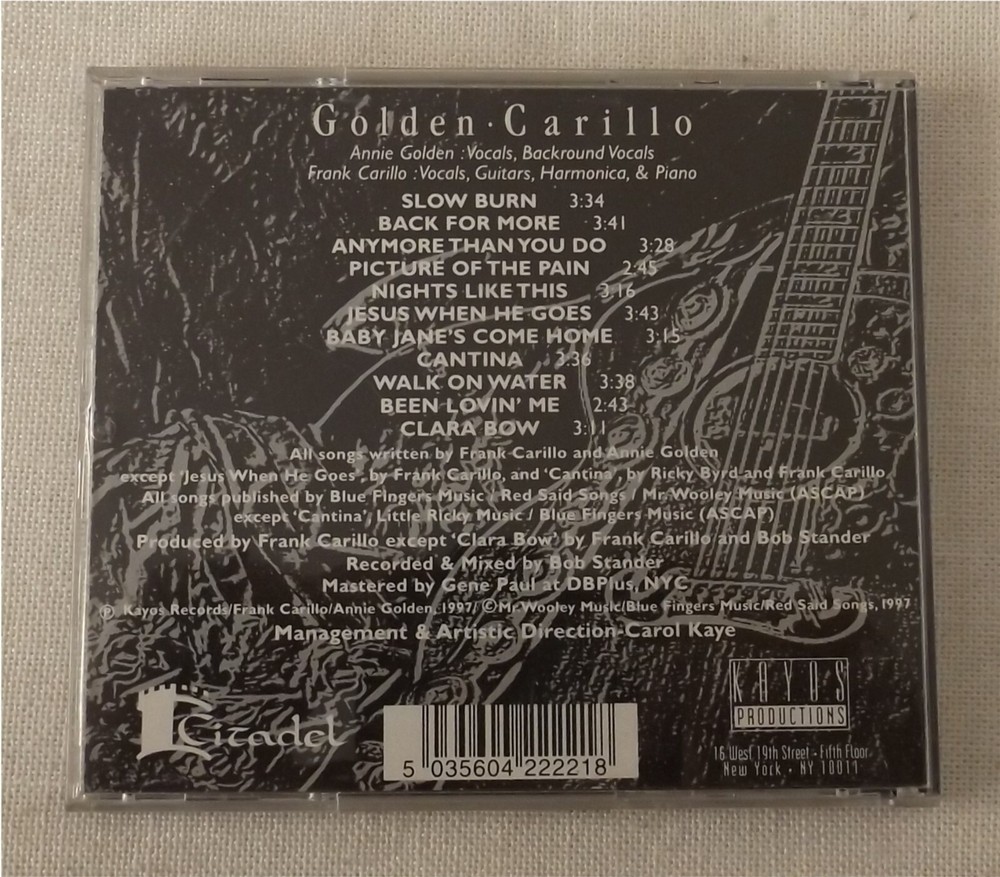 Golden·Carillo
Annie Golden :Vocals, Backround Vocals
Frank Carillo :Vocals, Guitars, Harmonica, & Piano
SLOW BURN 3:34
BACK FOR MORE 3:41
ANYMORE THAN YOU DO 3:28
PICTURE OF THE PAIN 2:45
NIGHTS LIKE THIS 3:16
JESUS WHEN HE GOES 3:43
BABY JANE'S COME HOME 3:15
CANTINA 3:36
WALK ON WATER 3:38
BEEN LOVIN' ME 2:43
CLARA BOW 3:11
All songs written by Frank Carillo and Annie Golden
except 'Jesus When He Goes', by Frank Carillo, and 'Cantina', by Ricky Byrd and Frank Carillo
All songs published by Blue Fingers Music / Red Said Songs / Mr. Wooley Music (ASCAP)
except 'Cantina' Little Ricky Music / Blue Fingers Music (ASCAP)
Produced by Frank Carillo except 'Clara Bow' by Frank Carillo and Bob Stander
Recorded & Mixed by Bob Stander
Mastered by Gene Paul at DBPlus, NYC
℗ Kayos Records/Frank Carillo/Annie Golden, 1997/ ©Mr Wooley Music/Blue Fingers Music/Red Said Songs, 1997
Management & Artistic Direction-Carol Kaye
KAYOS
PRODUCTIONS
Citadel
16 West 19th Street · Fifth Floor
New York · NY 10011
5 035604 222218